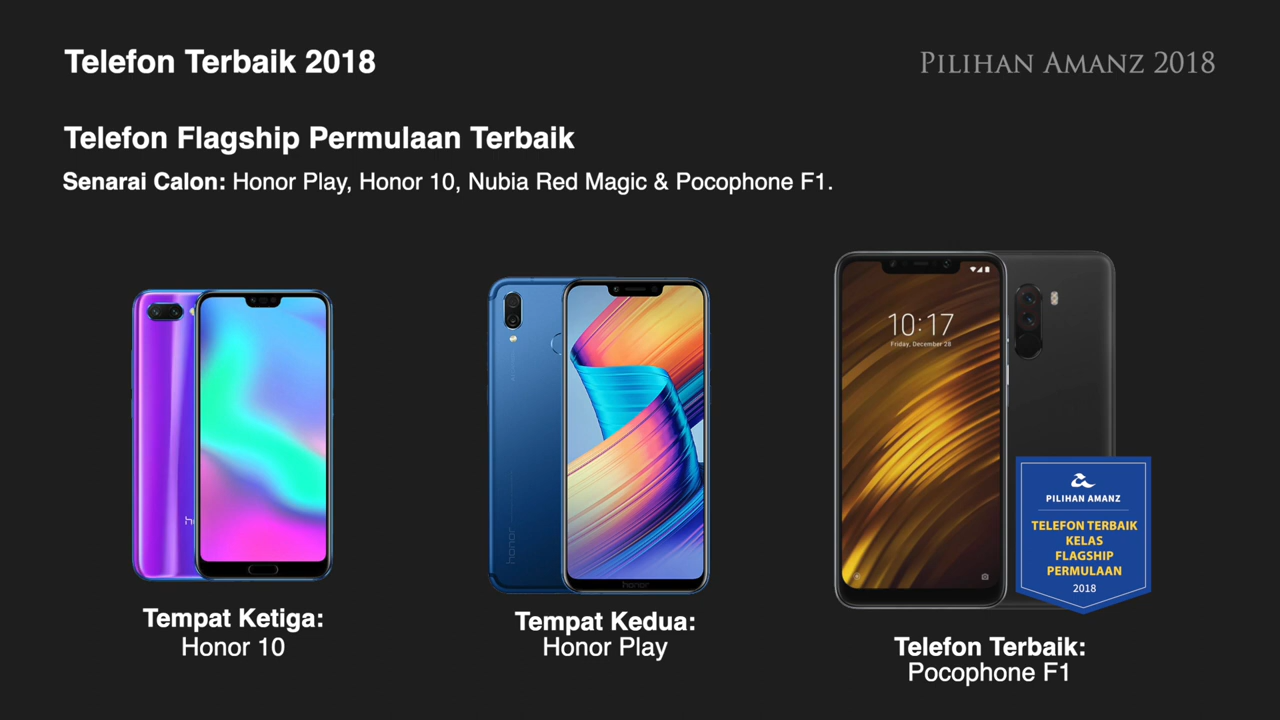 Telefon Terbaik 2018
PILIHAN AMANZ 2018
Telefon Flagship Permulaan Terbaik
Senarai Calon: Honor Play, Honor 10, Nubia Red Magic & Pocophone F1.
10:17
Friday, December 28
honor
honor
PILIHAN AMANZ
TELEFON TERBAIK
KELAS
FLAGSHIP
PERMULAAN
2018
Tempat Ketiga:
Honor 10
Tempat Kedua:
Honor Play
Telefon Terbaik:
Pocophone F1